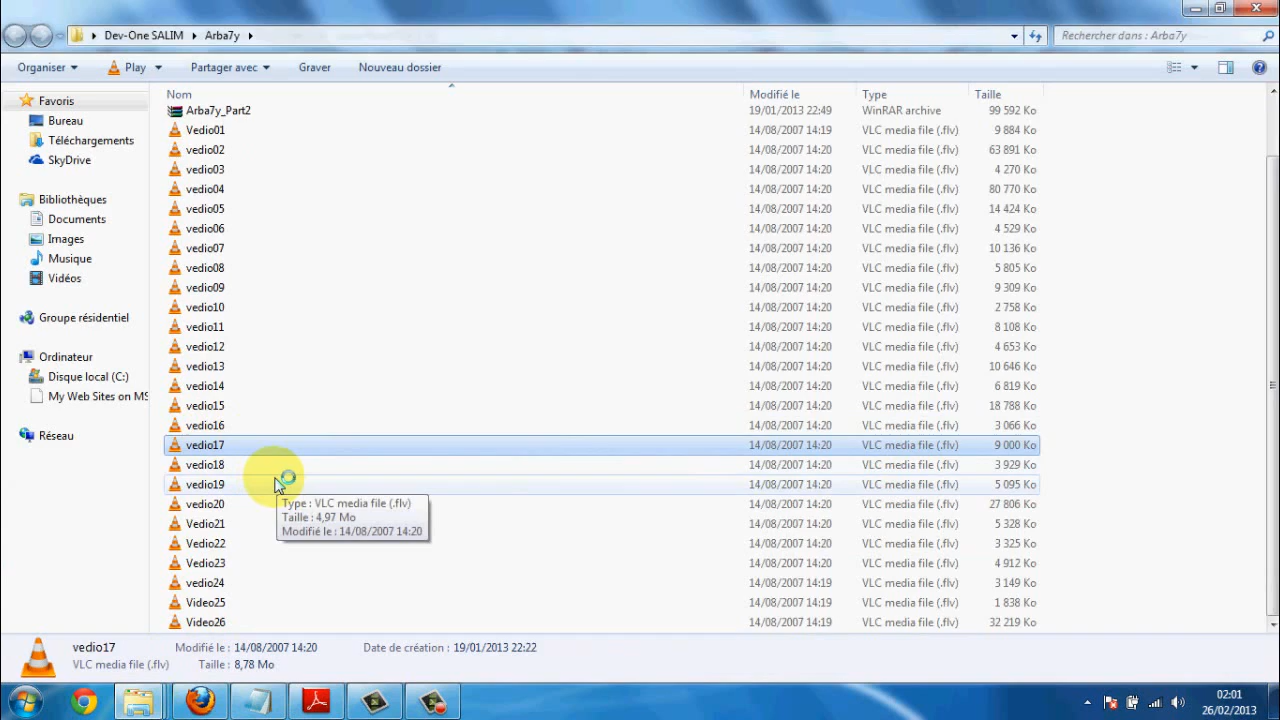 Dev-One SALIM Arba7y Rechercher dans : Arba7y
Organiser Play Partager avec Graver Nouveau dossier
Favoris
Bureau
Téléchargements
SkyDrive
Bibliothèques
Documents
Images
Musique
Vidéos
Groupe résidentiel
Ordinateur
Disque local (C:)
My Web Sites on MS
Réseau
Nom Modifié le Type Taille
Arba7y_Part2 19/01/2013 22:49 WinRAR archive 99 592 Ko
Vedio01 14/08/2007 14:19 VLC media file (.flv) 9 884 Ko
vedio02 14/08/2007 14:20 VLC media file (.flv) 63 891 Ko
vedio03 14/08/2007 14:20 VLC media file (.flv) 4 270 Ko
vedio04 14/08/2007 14:20 VLC media file (.flv) 80 770 Ko
vedio05 14/08/2007 14:20 VLC media file (.flv) 14 424 Ko
vedio06 14/08/2007 14:20 VLC media file (.flv) 4 529 Ko
vedio07 14/08/2007 14:20 VLC media file (.flv) 10 136 Ko
vedio08 14/08/2007 14:20 VLC media file (.flv) 5 805 Ko
vedio09 14/08/2007 14:20 VLC media file (.flv) 9 309 Ko
vedio10 14/08/2007 14:20 VLC media file (.flv) 2 758 Ko
vedio11 14/08/2007 14:20 VLC media file (.flv) 8 108 Ko
vedio12 14/08/2007 14:20 VLC media file (.flv) 4 653 Ko
vedio13 14/08/2007 14:20 VLC media file (.flv) 10 646 Ko
vedio14 14/08/2007 14:20 VLC media file (.flv) 6 819 Ko
vedio15 14/08/2007 14:20 VLC media file (.flv) 18 788 Ko
vedio16 14/08/2007 14:20 VLC media file (.flv) 3 066 Ko
vedio17 14/08/2007 14:20 VLC media file (.flv) 9 000 Ko
vedio18 14/08/2007 14:20 VLC media file (.flv) 3 929 Ko
vedio19 14/08/2007 14:20 VLC media file (.flv) 5 095 Ko
vedio20 14/08/2007 14:20 VLC media file (.flv) 27 806 Ko
Vedio21 14/08/2007 14:20 VLC media file (.flv) 5 328 Ko
Vedio22 14/08/2007 14:20 VLC media file (.flv) 3 325 Ko
Vedio23 14/08/2007 14:20 VLC media file (.flv) 4 912 Ko
vedio24 14/08/2007 14:19 VLC media file (.flv) 3 149 Ko
Video25 14/08/2007 14:19 VLC media file (.flv) 1 838 Ko
Video26 14/08/2007 14:19 VLC media file (.flv) 32 219 Ko
Type : VLC media file (.flv)
Taille : 4,97 Mo
Modifié le : 14/08/2007 14:20
vedio17 Modifié le : 14/08/2007 14:20 Date de création : 19/01/2013 22:22
VLC media file (.flv) Taille : 8,78 Mo
02:01
26/02/2013